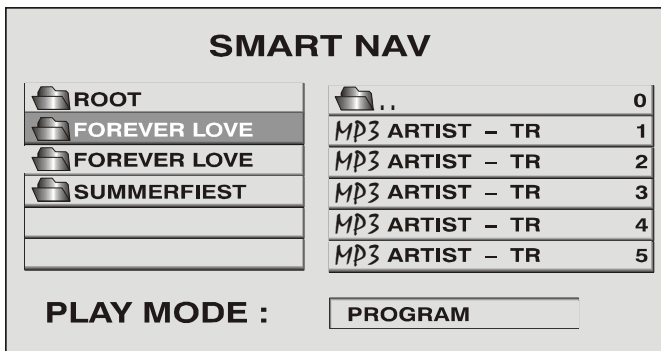 SMART NAV
ROOT
FOREVER LOVE
FOREVER LOVE
SUMMERFIEST
.. 0
MP3 ARTIST – TR 1
MP3 ARTIST – TR 2
MP3 ARTIST – TR 3
MP3 ARTIST – TR 4
MP3 ARTIST – TR 5
PLAY MODE : PROGRAM